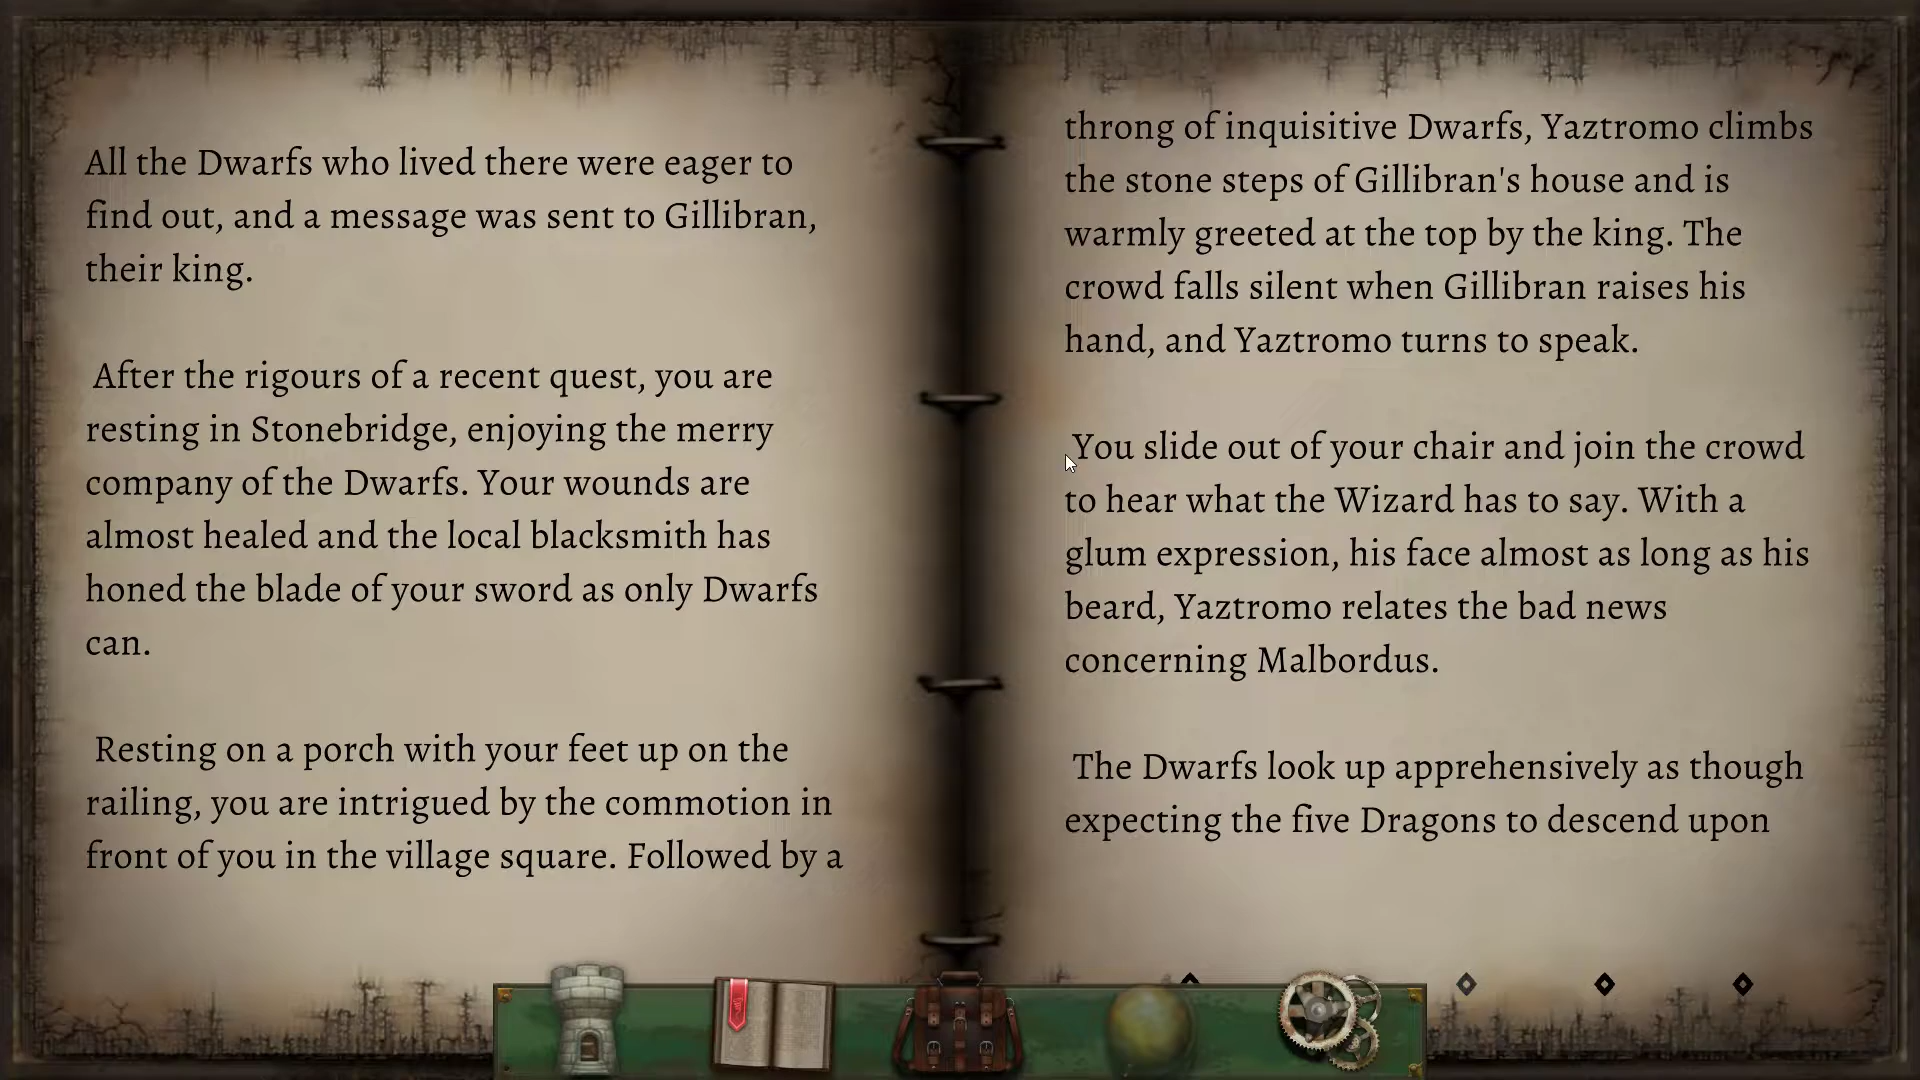 All the Dwarfs who lived there were eager to
find out, and a message was sent to Gillibran,
their king.
After the rigours of a recent quest, you are
resting in Stonebridge, enjoying the merry
company of the Dwarfs. Your wounds are
almost healed and the local blacksmith has
honed the blade of your sword as only Dwarfs
can.
Resting on a porch with your feet up on the
railing, you are intrigued by the commotion in
front of you in the village square. Followed by a
throng of inquisitive Dwarfs, Yaztromo climbs
the stone steps of Gillibran's house and is
warmly greeted at the top by the king. The
crowd falls silent when Gillibran raises his
hand, and Yaztromo turns to speak.
You slide out of your chair and join the crowd
to hear what the Wizard has to say. With a
glum expression, his face almost as long as his
beard, Yaztromo relates the bad news
concerning Malbordus.
The Dwarfs look up apprehensively as though
expecting the five Dragons to descend upon